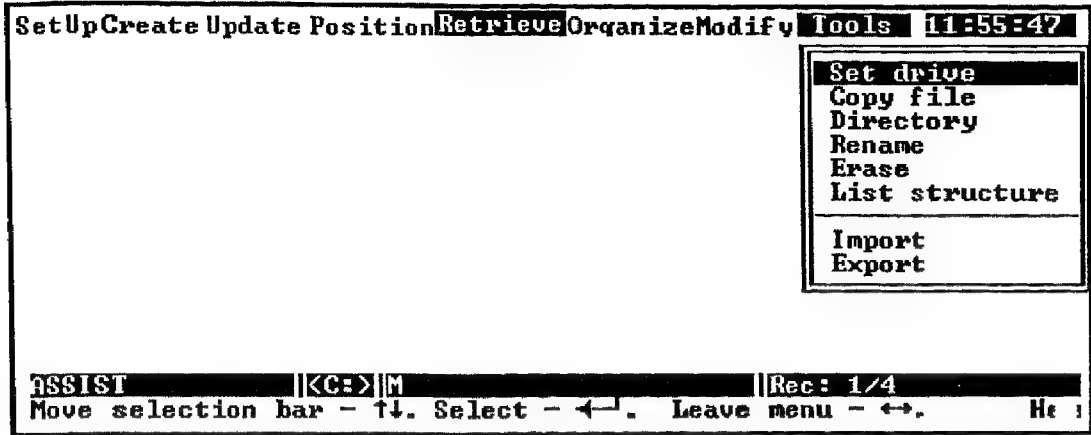 SetUp Create Update Position Retrieve Organize Modify Tools 11:55:47
Set drive
Copy file
Directory
Rename
Erase
List structure
Import
Export
ASSIST ||<C:>||M ||Rec: 1/4
Move selection bar - ↑↓. Select - ←┘. Leave menu - ↔.